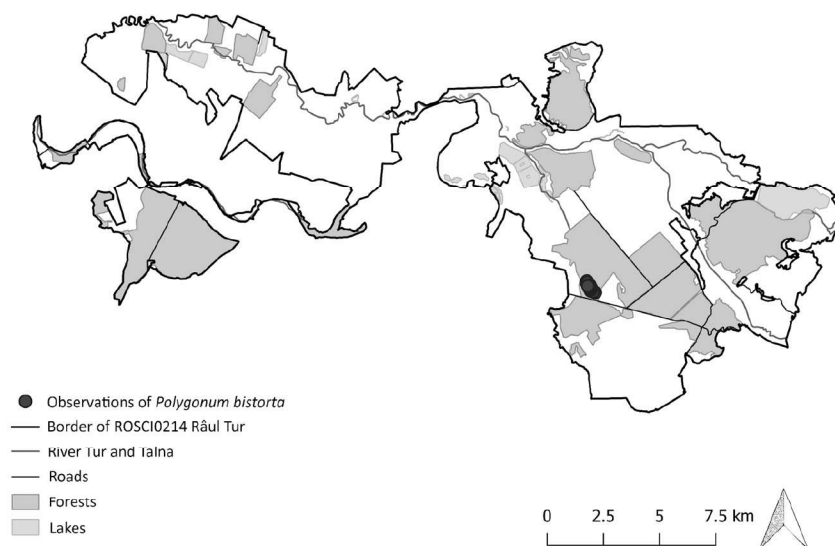 Observations of Polygonum bistorta
Border of ROSCI0214 Râul Tur
River Tur and Talna
Roads
Forests
Lakes
0 2.5 5 7.5 km